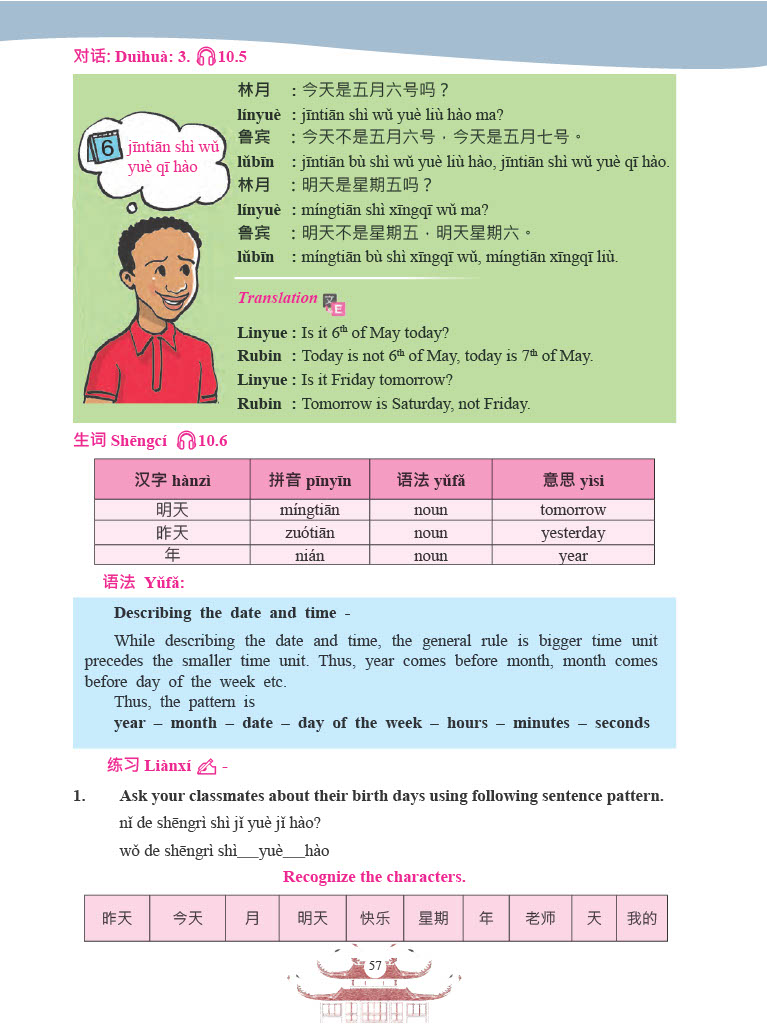 对话: Duìhuà: 3. 10.5
6
jīntiān shì wǔ
yuè qī hào
林月 : 今天是五月六号吗？
línyuè : jīntiān shì wǔ yuè liù hào ma?
鲁宾 : 今天不是五月六号，今天是五月七号。
lǔbīn : jīntiān bù shì wǔ yuè liù hào, jīntiān shì wǔ yuè qī hào.
林月 : 明天是星期五吗？
línyuè : míngtiān shì xīngqī wǔ ma?
鲁宾 : 明天不是星期五，明天星期六。
lǔbīn : míngtiān bù shì xīngqī wǔ, míngtiān xīngqī liù.
Translation 文 E
Linyue : Is it 6th of May today?
Rubin : Today is not 6th of May, today is 7th of May.
Linyue : Is it Friday tomorrow?
Rubin : Tomorrow is Saturday, not Friday.
生词 Shēngcí 10.6
汉字 hànzì 拼音 pīnyīn 语法 yǔfǎ 意思 yìsi
明天 míngtiān noun tomorrow
昨天 zuótiān noun yesterday
年 nián noun year
语法 Yǔfǎ:
Describing the date and time -
While describing the date and time, the general rule is bigger time unit
precedes the smaller time unit. Thus, year comes before month, month comes
before day of the week etc.
Thus, the pattern is
year – month – date – day of the week – hours – minutes – seconds
练习 Liànxí -
1. Ask your classmates about their birth days using following sentence pattern.
nǐ de shēngrì shì jǐ yuè jǐ hào?
wǒ de shēngrì shì___yuè___hào
Recognize the characters.
昨天 今天 月 明天 快乐 星期 年 老师 天 我的
57